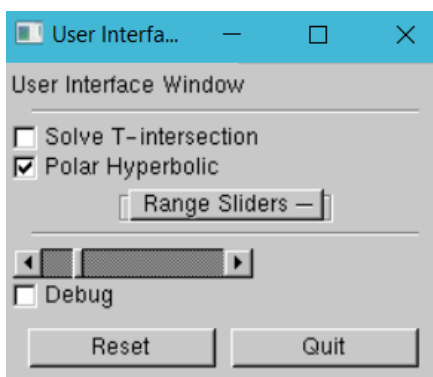 User Interfa...
User Interface Window
Solve T-intersection
Polar Hyperbolic
Range Sliders –
Debug
Reset Quit